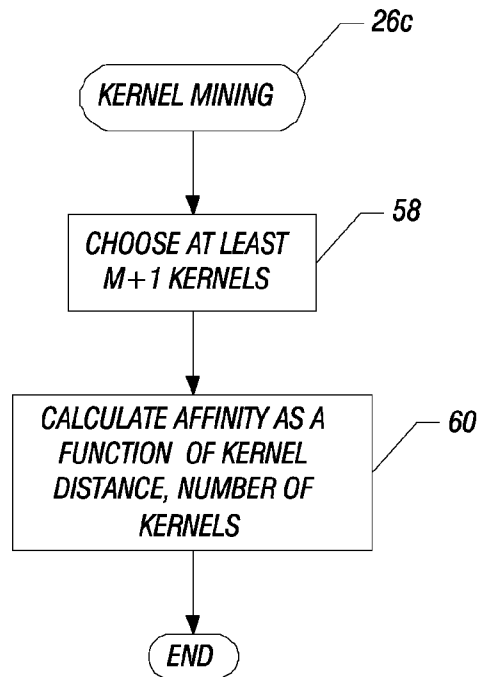 26c
KERNEL MINING
58
CHOOSE AT LEAST
M+1 KERNELS
60
CALCULATE AFFINITY AS A
FUNCTION OF KERNEL
DISTANCE, NUMBER OF
KERNELS
END